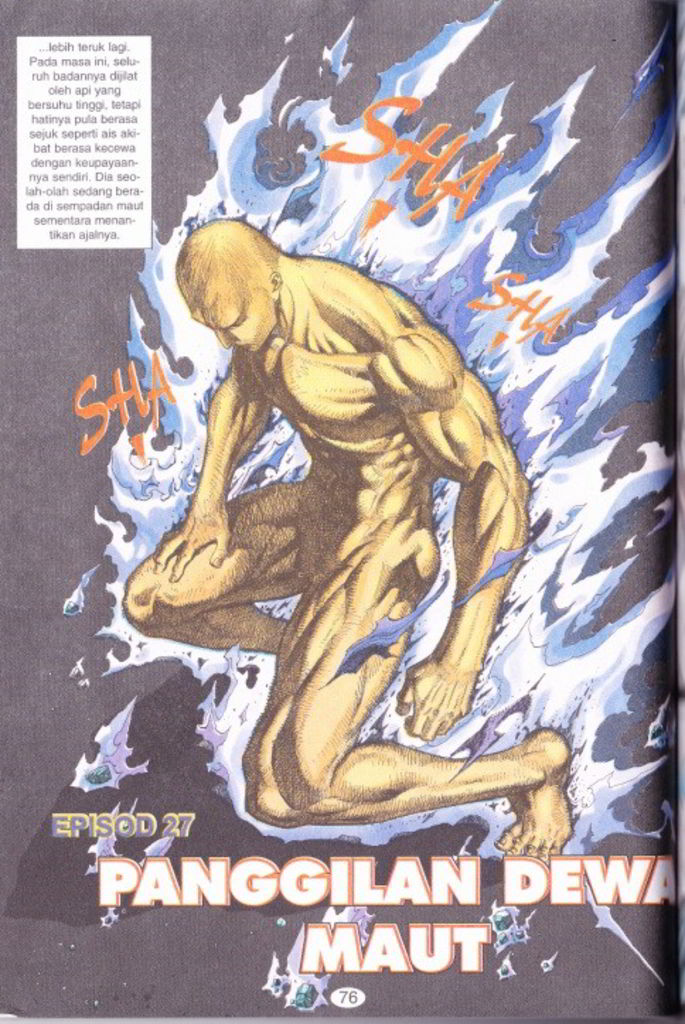 ...lebih teruk lagi.
Pada masa ini, selu-
ruh badannya dijilat
oleh api yang
bersuhu tinggi, tetapi
hatinya pula berasa
sejuk seperti ais aki-
bat berasa kecewa
dengan keupayaan-
nya sendiri. Dia seo-
lah-olah sedang bera-
da di sempadan maut
sementara menan-
tikan ajalnya.
SHA
SHA
SHA
EPISOD 27
PANGGILAN DEWA
MAUT
76